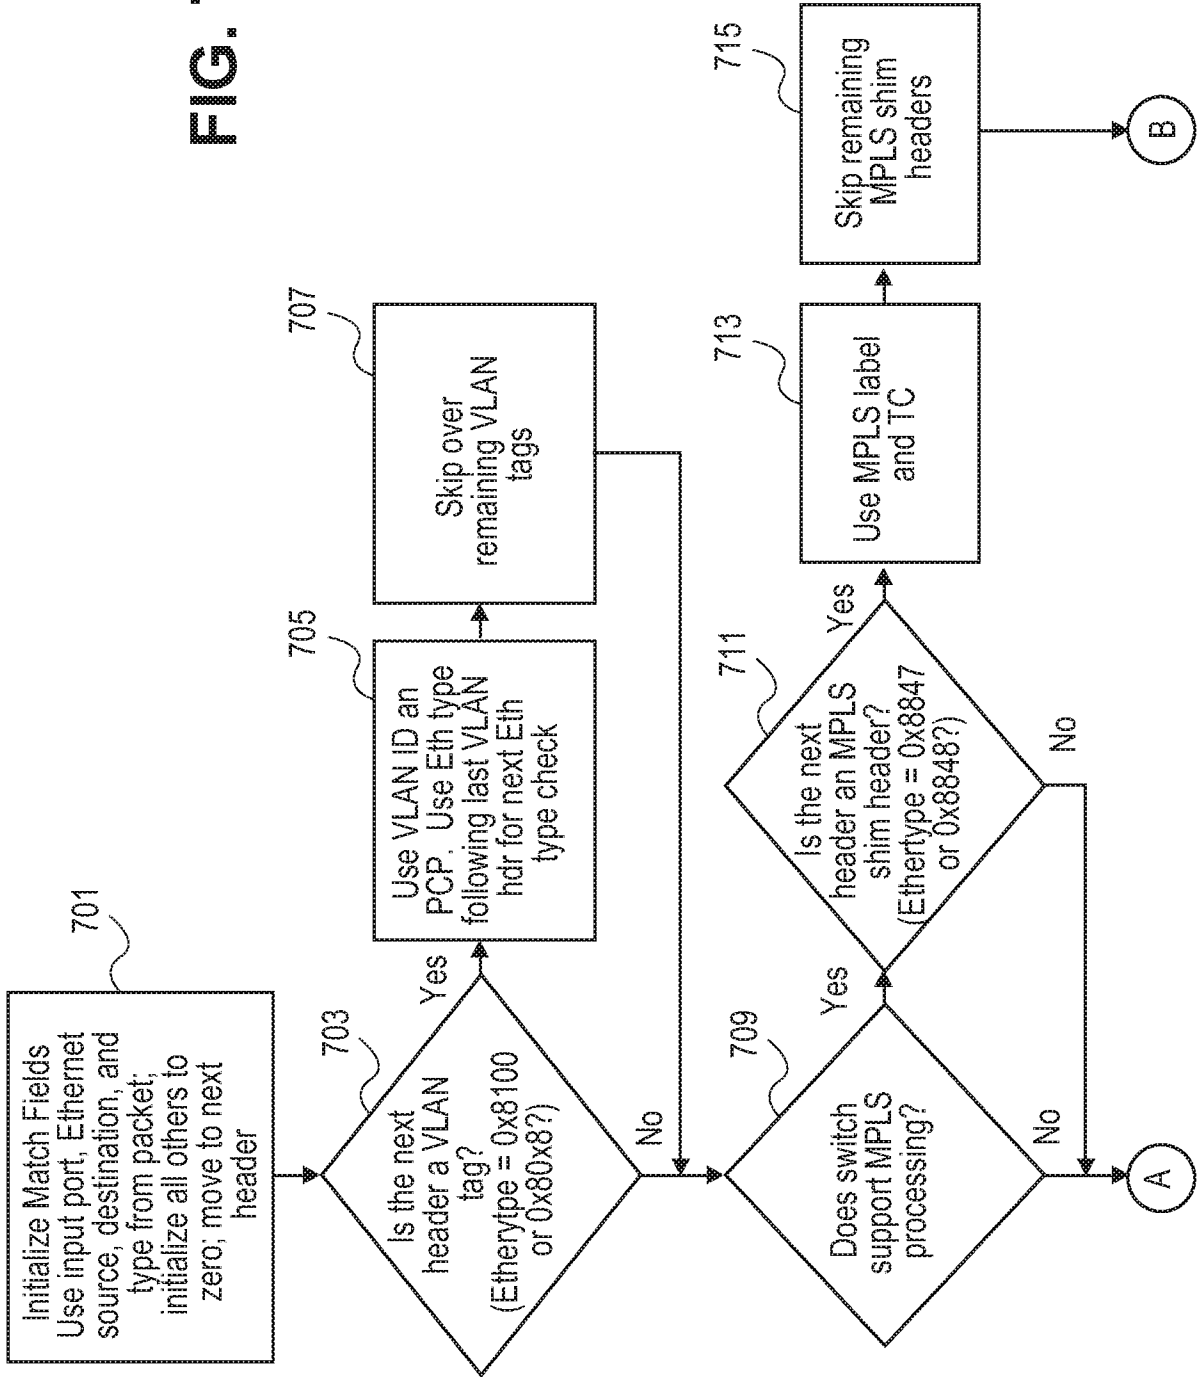 FIG.
701
Initialize Match Fields
Use input port, Ethernet
source, destination, and
type from packet;
initialize all others to
zero; move to next
header
703
Is the next
header a VLAN
tag?
(Etherytpe = 0x8100
or 0x80x8?)
Yes
No
705
Use VLAN ID an
PCP. Use Eth type
following last VLAN
hdr for next Eth
type check
707
Skip over
remaining VLAN
tags
709
Does switch
support MPLS
processing?
Yes
No
711
Is the next
header an MPLS
shim header?
(Ethertype = 0x8847
or 0x8848?)
Yes
No
713
Use MPLS label
and TC
715
Skip remaining
MPLS shim
headers
A
B